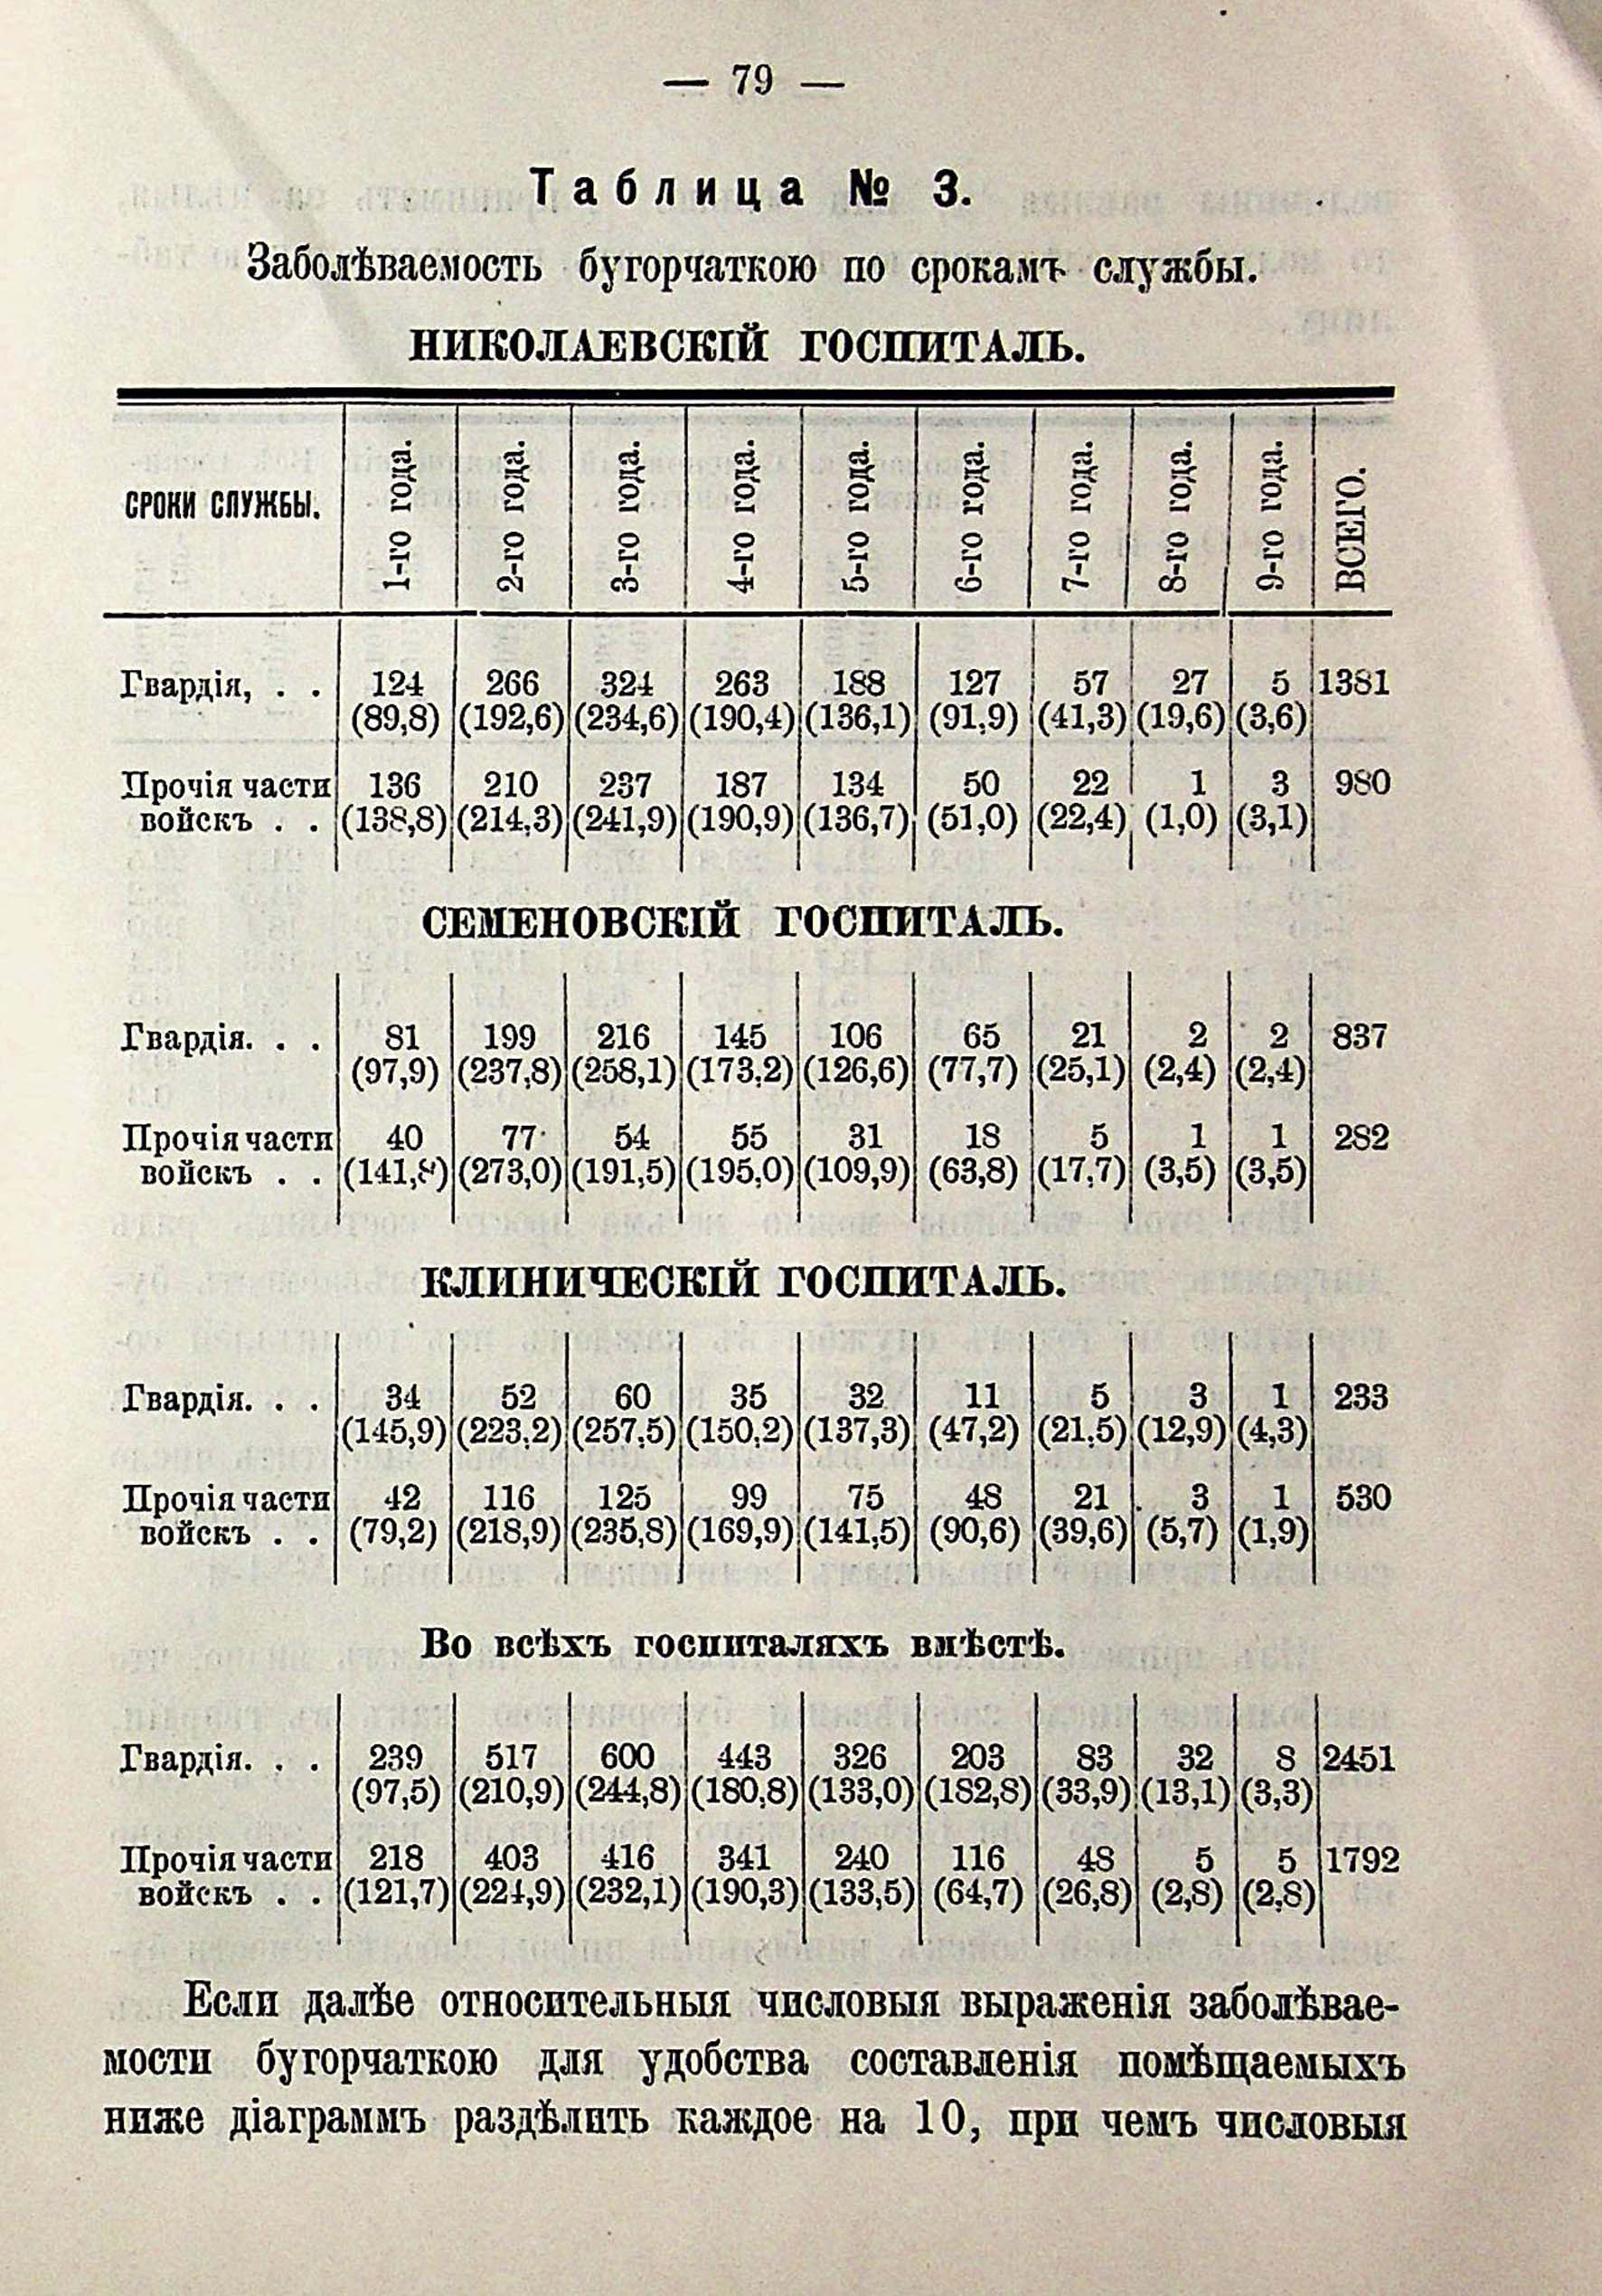 — 79 —
Таблица № 3.
Заболѣваемость бугорчаткою по срокамъ службы.
НИКОЛАЕВСКІЙ ГОСПИТАЛЬ.
СРОКИ СЛУЖБЫ. 1-го года. 2-го года. 3-го года. 4-го года. 5-го года. 6-го года. 7-го года. 8-го года. 9-го года. ВСЕГО.
Гвардія, . . 124 266 324 263 188 127 57 27 5 1381
(89,8) (192,6) (234,6) (190,4) (136,1) (91,9) (41,3) (19,6) (3,6)
Прочія части 136 210 237 187 134 50 22 1 3 980
войскъ . . (138,8) (214,3) (241,9) (190,9) (136,7) (51,0) (22,4) (1,0) (3,1)
СЕМЕНОВСКІЙ ГОСПИТАЛЬ.
Гвардія. . . 81 199 216 145 106 65 21 2 2 837
(97,9) (237,8) (258,1) (173,2) (126,6) (77,7) (25,1) (2,4) (2,4)
Прочія части 40 77 54 55 31 18 5 1 1 282
войскъ . . (141,8) (273,0) (191,5) (195,0) (109,9) (63,8) (17,7) (3,5) (3,5)
КЛИНИЧЕСКІЙ ГОСПИТАЛЬ.
Гвардія. . . 34 52 60 35 32 11 5 3 1 233
(145,9) (223,2) (257,5) (150,2) (137,3) (47,2) (21,5) (12,9) (4,3)
Прочія части 42 116 125 99 75 48 21 3 1 530
войскъ . . (79,2) (218,9) (235,8) (169,9) (141,5) (90,6) (39,6) (5,7) (1,9)
Во всѣхъ госпиталяхъ вмѣстѣ.
Гвардія. . . 239 517 600 443 326 203 83 32 8 2451
(97,5) (210,9) (244,8) (180,8) (133,0) (182,8) (33,9) (13,1) (3,3)
Прочія части 218 403 416 341 240 116 48 5 5 1792
войскъ . . (121,7) (224,9) (232,1) (190,3) (133,5) (64,7) (26,8) (2,8) (2,8)
Если далѣе относительныя числовыя выраженія заболѣвае-
мости бугорчаткою для удобства составленія помѣщаемыхъ
ниже діаграммъ раздѣлить каждое на 10, при чемъ числовыя